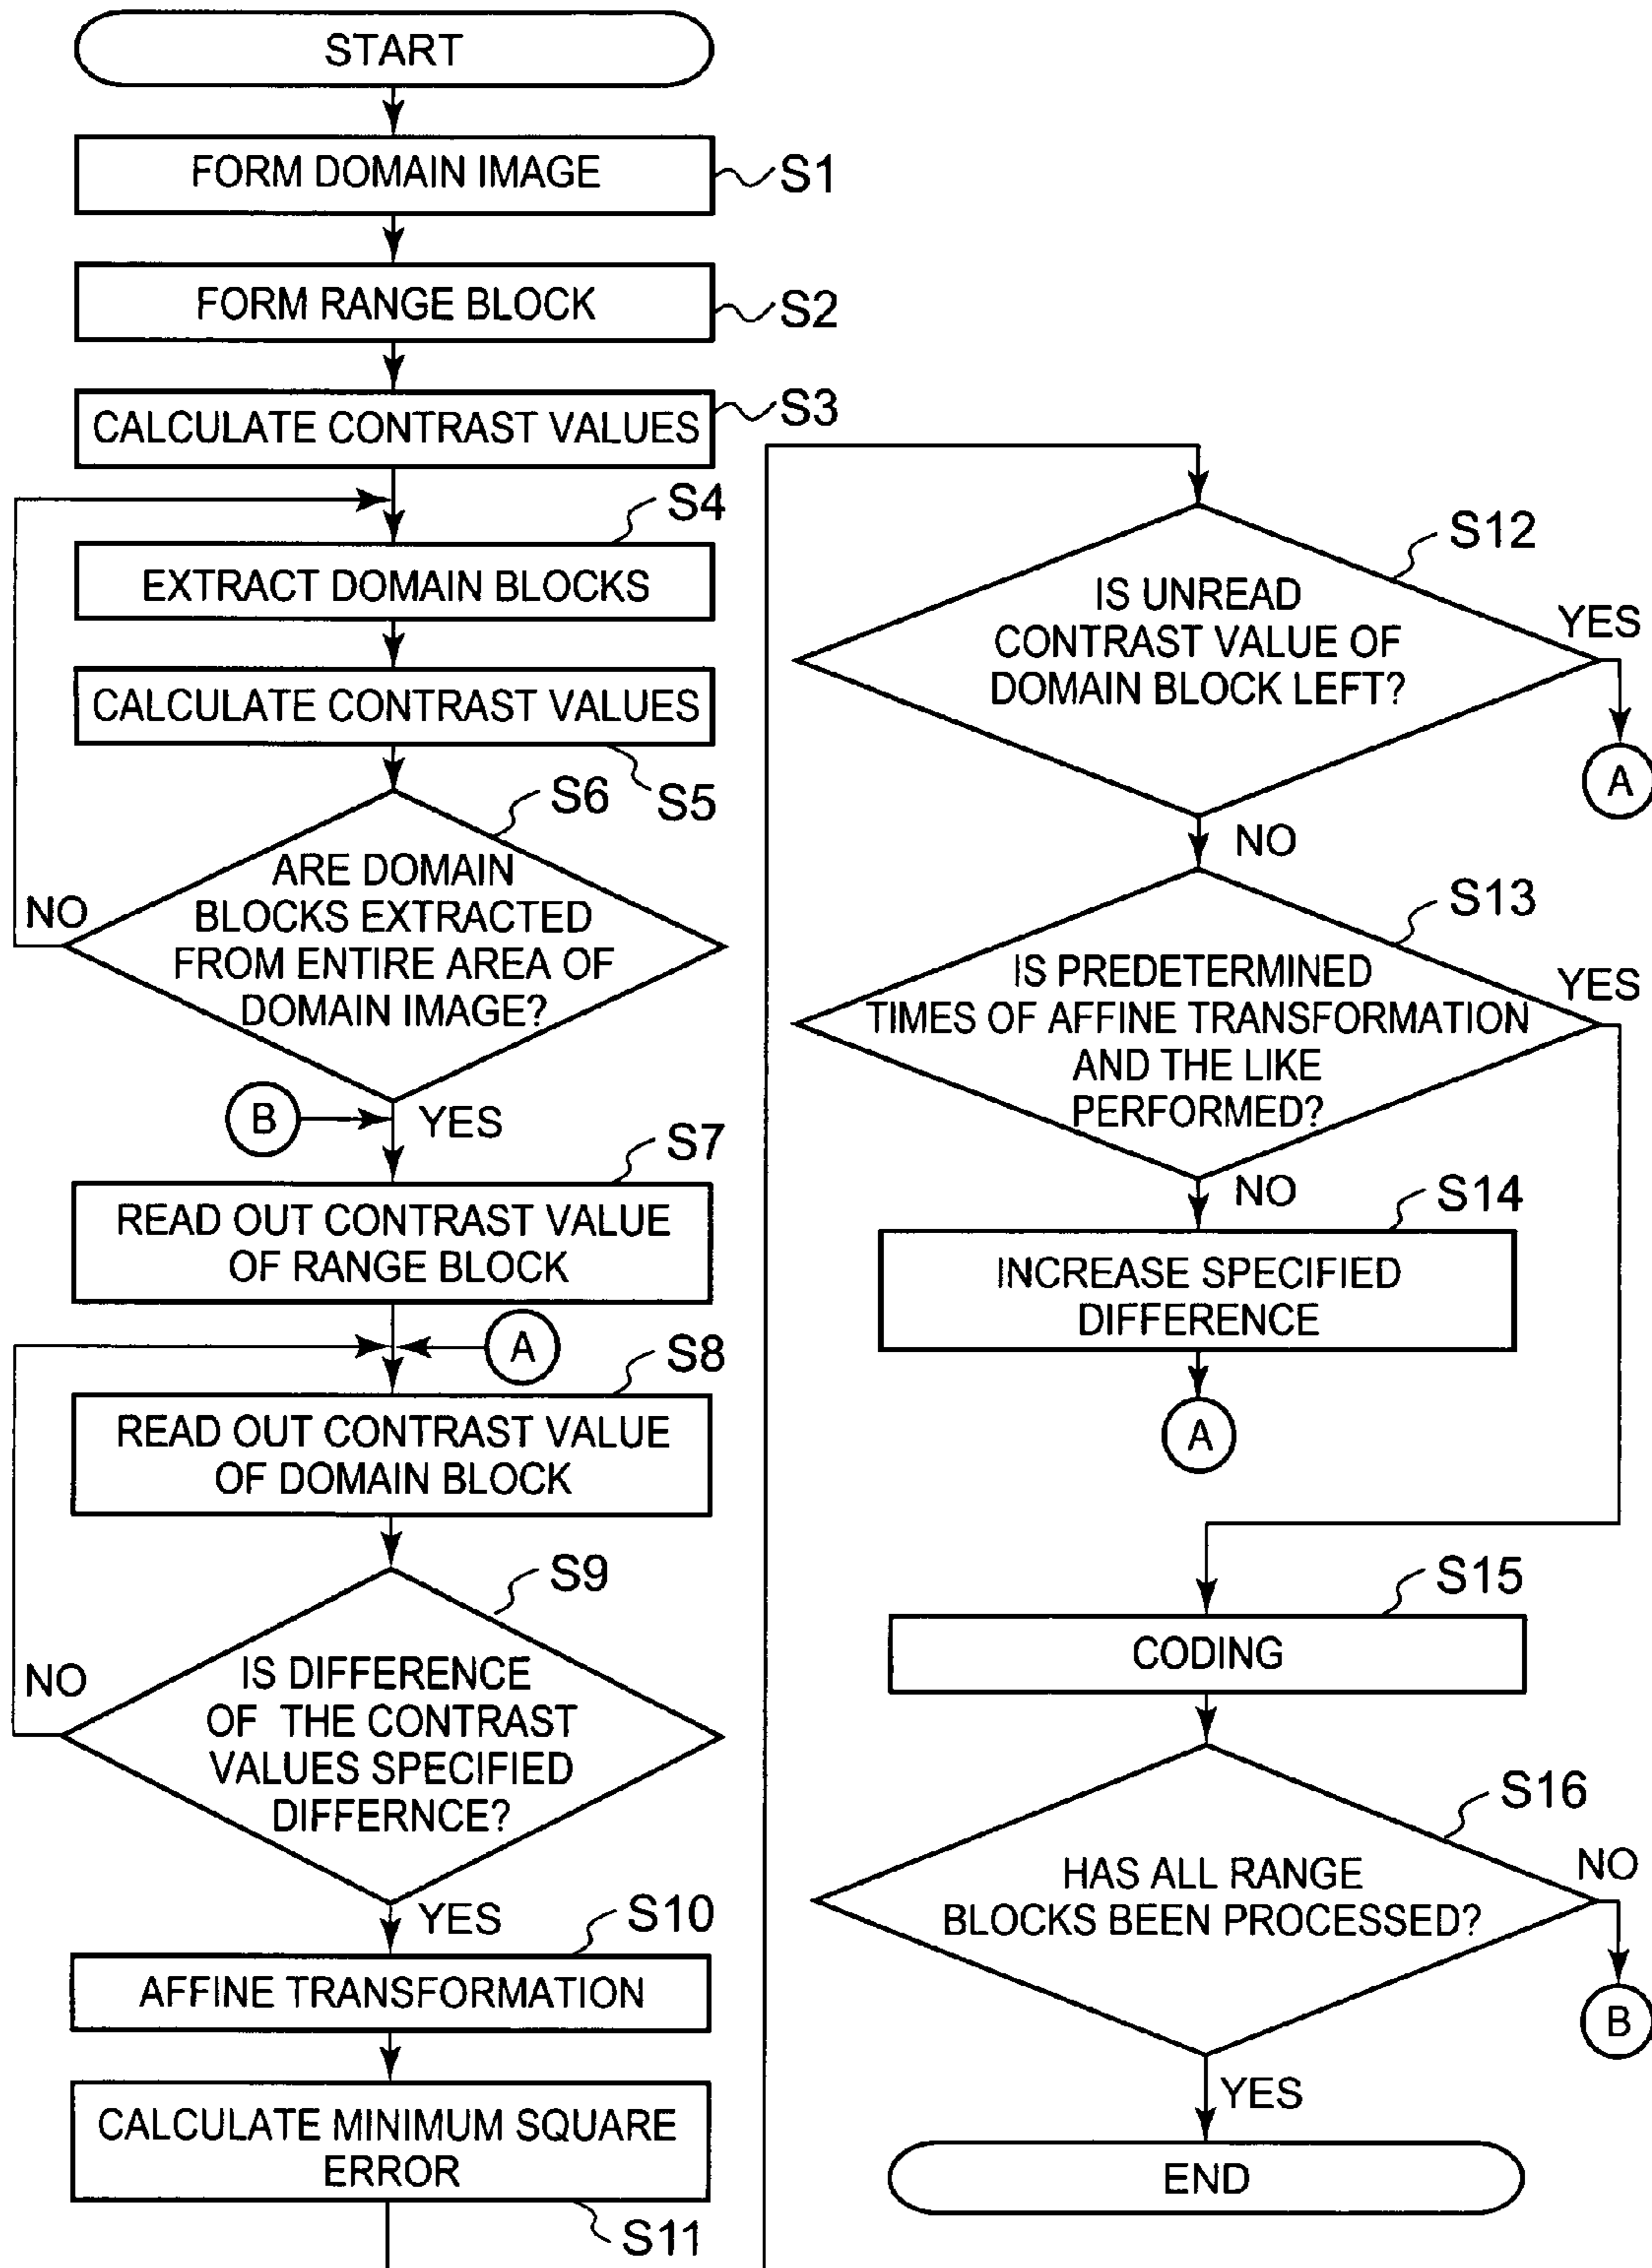 START
FORM DOMAIN IMAGE
S1
FORM RANGE BLOCK
S2
CALCULATE CONTRAST VALUES
S3
S4
EXTRACT DOMAIN BLOCKS
CALCULATE CONTRAST VALUES
S5
S6
ARE DOMAIN
BLOCKS EXTRACTED
FROM ENTIRE AREA OF
DOMAIN IMAGE?
NO
B
YES
S7
READ OUT CONTRAST VALUE
OF RANGE BLOCK
A
S8
READ OUT CONTRAST VALUE
OF DOMAIN BLOCK
S9
IS DIFFERENCE
OF THE CONTRAST
VALUES SPECIFIED
DIFFERNCE?
NO
YES
S10
AFFINE TRANSFORMATION
CALCULATE MINIMUM SQUARE
ERROR
S11
S12
IS UNREAD
CONTRAST VALUE OF
DOMAIN BLOCK LEFT?
YES
A
NO
S13
IS PREDETERMINED
TIMES OF AFFINE TRANSFORMATION
AND THE LIKE
PERFORMED?
YES
NO
S14
INCREASE SPECIFIED
DIFFERENCE
A
S15
CODING
S16
HAS ALL RANGE
BLOCKS BEEN PROCESSED?
NO
B
YES
END